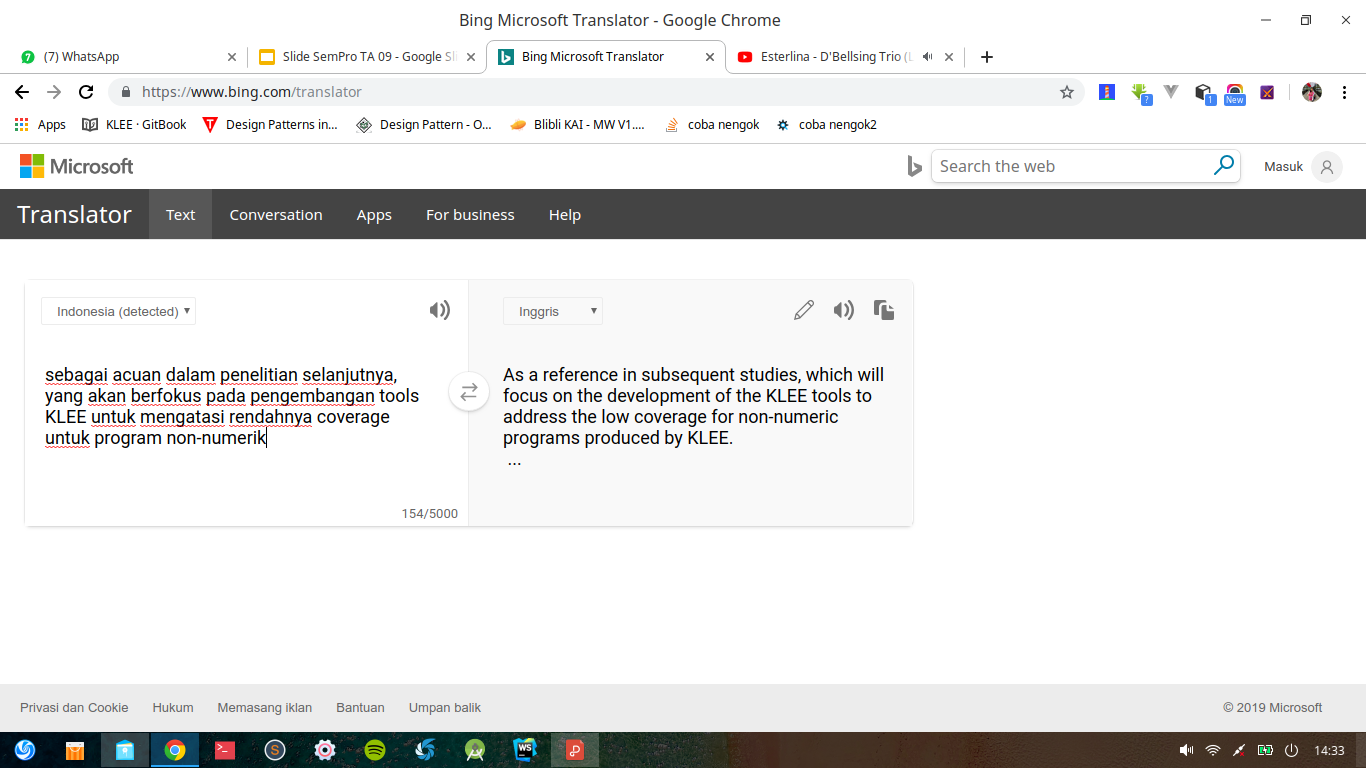 Bing Microsoft Translator - Google Chrome
(7) WhatsApp
Slide SemPro TA 09 - Google Sli
Bing Microsoft Translator
Esterlina - D'Bellsing Trio (L
https://www.bing.com/translator
?
1
New
Apps
KLEE · GitBook
Design Patterns in...
Design Pattern - O...
Blibli KAI - MW V1....
coba nengok
coba nengok2
Microsoft
Search the web
Masuk
Translator
Text
Conversation
Apps
For business
Help
Indonesia (detected)
sebagai acuan dalam penelitian selanjutnya,
yang akan berfokus pada pengembangan tools
KLEE untuk mengatasi rendahnya coverage
untuk program non-numerik
154/5000
Inggris
As a reference in subsequent studies, which will
focus on the development of the KLEE tools to
address the low coverage for non-numeric
programs produced by KLEE.
...
Privasi dan Cookie
Hukum
Memasang iklan
Bantuan
Umpan balik
© 2019 Microsoft
WS
14:33